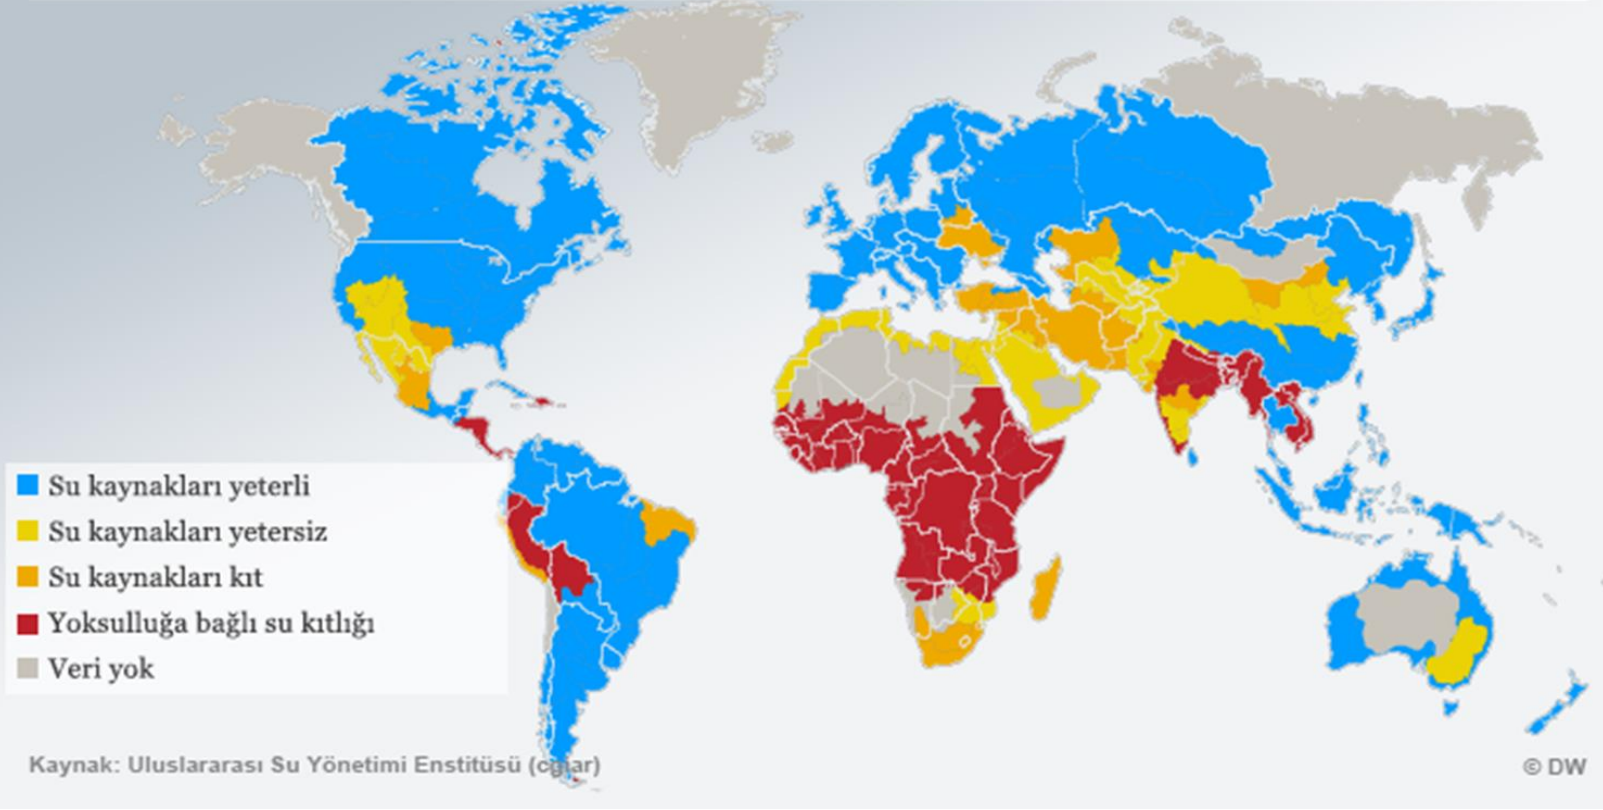 Su kaynakları yeterli
Su kaynakları yetersiz
Su kaynakları kıt
Yoksulluğa bağlı su kıtlığı
Veri yok
Kaynak: Uluslararası Su Yönetimi Enstitüsü (cgiar)
© DW